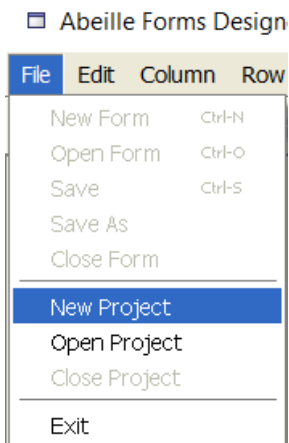 Abeille Forms Designe
File Edit Column Row
New Form Ctrl-N
Open Form Ctrl-O
Save Ctrl-S
Save As
Close Form
New Project
Open Project
Close Project
Exit